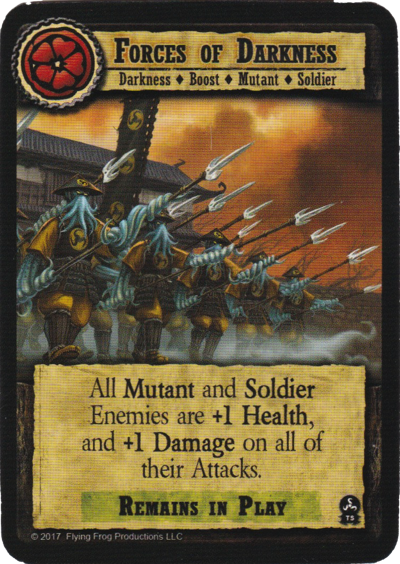 Forces of Darkness
Darkness ♦ Boost ♦ Mutant ♦ Soldier
All Mutant and Soldier
Enemies are +1 Health,
and +1 Damage on all of
their Attacks.
Remains in Play
TS
© 2017 Flying Frog Productions LLC